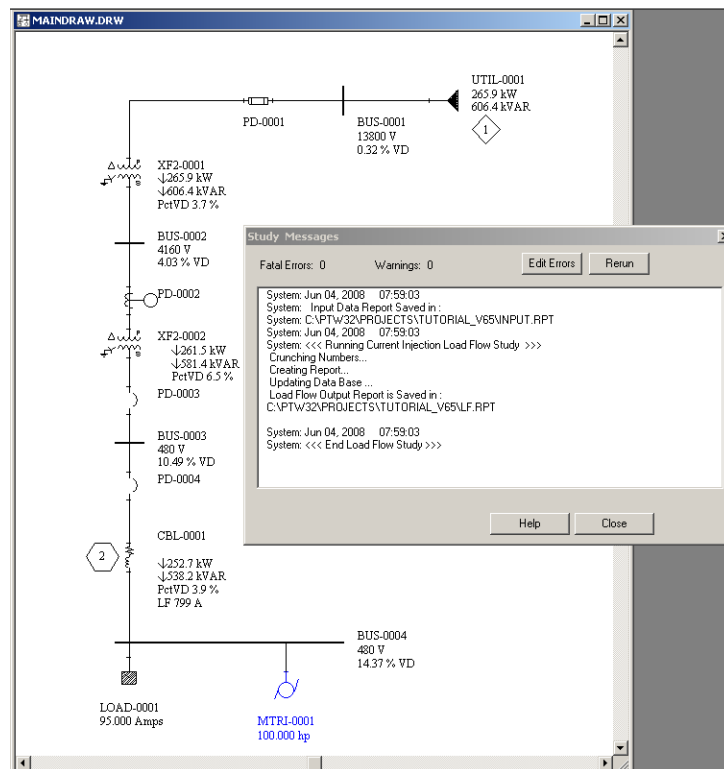 MAINDRAW.DRW
UTIL-0001
265.9 kW
606.4 kVAR
1
PD-0001
BUS-0001
13800 V
0.32 % VD
XF2-0001
↓265.9 kW
↓606.4 kVAR
PctVD 3.7 %
BUS-0002
4160 V
4.03 % VD
PD-0002
XF2-0002
↓261.5 kW
↓581.4 kVAR
PctVD 6.5 %
PD-0003
BUS-0003
480 V
10.49 % VD
PD-0004
CBL-0001
2
↓252.7 kW
↓538.2 kVAR
PctVD 3.9 %
LF 799 A
BUS-0004
480 V
14.37 % VD
LOAD-0001
95.000 Amps
MTRI-0001
100.000 hp
Study Messages
Fatal Errors: 0 Warnings: 0 Edit Errors Rerun
System: Jun 04, 2008 07:59:03
System: Input Data Report Saved in :
System: C:\PTW32\PROJECTS\TUTORIAL_V65\INPUT.RPT
System: Jun 04, 2008 07:59:03
System: <<< Running Current Injection Load Flow Study >>>
Crunching Numbers...
Creating Report...
Updating Data Base ...
Load Flow Output Report is Saved in :
C:\PTW32\PROJECTS\TUTORIAL_V65\LF.RPT
System: Jun 04, 2008 07:59:03
System: <<< End Load Flow Study >>>
Help Close